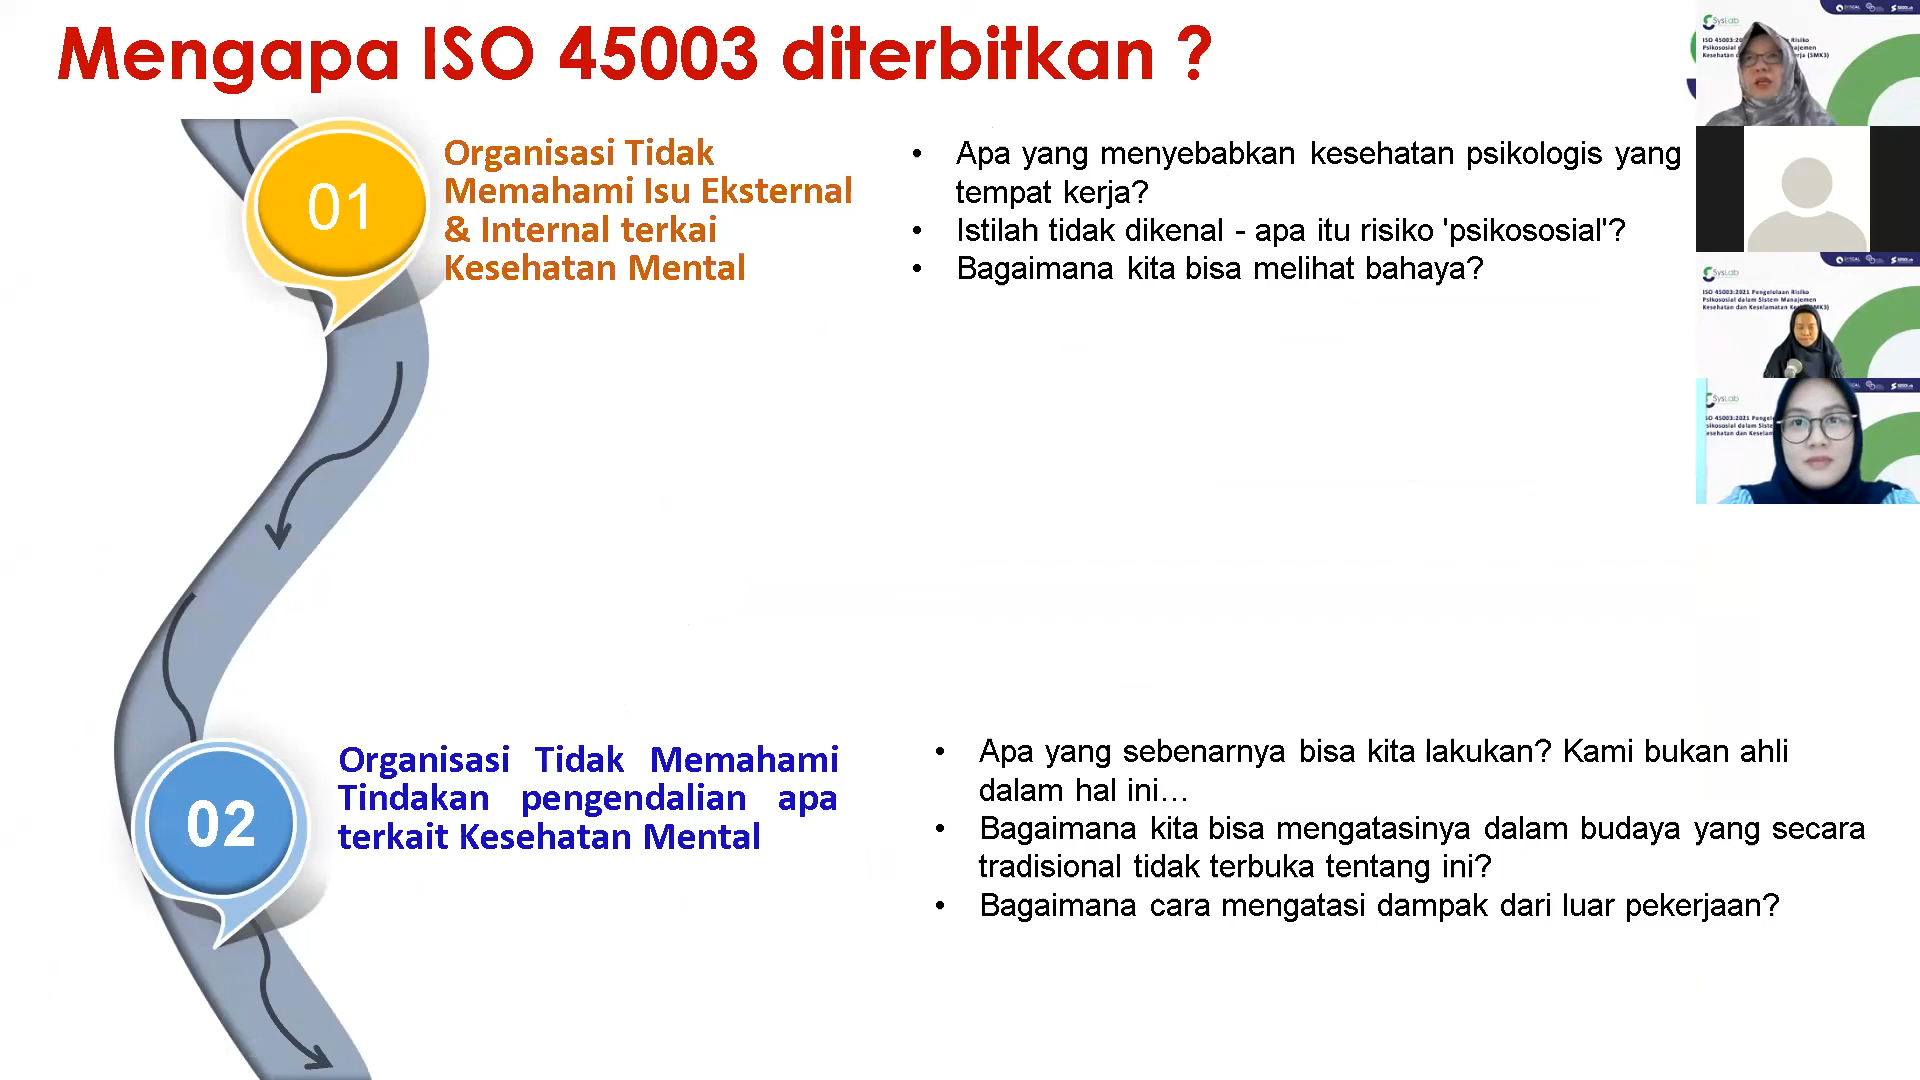 Mengapa ISO 45003 diterbitkan ?
01
Organisasi Tidak
Memahami Isu Eksternal
& Internal terkai
Kesehatan Mental
• Apa yang menyebabkan kesehatan psikologis yang
tempat kerja?
• Istilah tidak dikenal - apa itu risiko 'psikososial'?
• Bagaimana kita bisa melihat bahaya?
02
Organisasi Tidak Memahami
Tindakan pengendalian apa
terkait Kesehatan Mental
• Apa yang sebenarnya bisa kita lakukan? Kami bukan ahli
dalam hal ini…
• Bagaimana kita bisa mengatasinya dalam budaya yang secara
tradisional tidak terbuka tentang ini?
• Bagaimana cara mengatasi dampak dari luar pekerjaan?
SysLab
SysLab
ISO 45003:2021 Pengelolaan Risiko
Psikososial dalam Sistem Manajemen
Kesehatan dan Keselamatan
SysLab